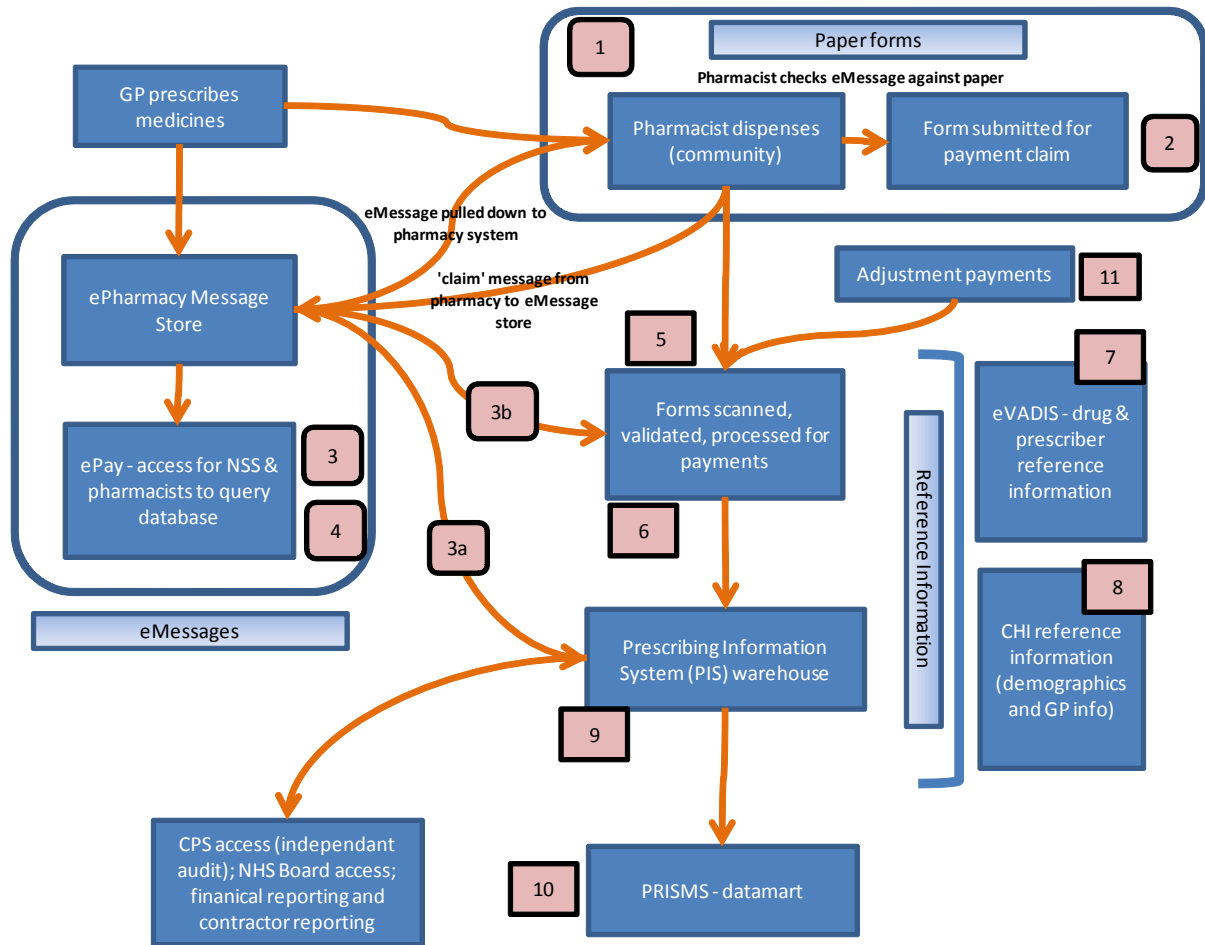 1
Paper forms
Pharmacist checks eMessage against paper
GP prescribes
medicines
Pharmacist dispenses
(community)
Form submitted for
payment claim
2
eMessage pulled down to
pharmacy system
ePharmacy Message
Store
'claim' message from
pharmacy to eMessage
store
Adjustment payments
11
5
7
eVADIS - drug &
prescriber
reference
information
3b
Forms scanned,
validated, processed for
payments
ePay - access for NSS &
pharmacists to query
database
3
4
6
3a
Reference Information
8
CHI reference
information
(demographics
and GP info)
eMessages
Prescribing Information
System (PIS) warehouse
9
CPS access (independant
audit); NHS Board access;
finanical reporting and
contractor reporting
10
PRISMS - datamart